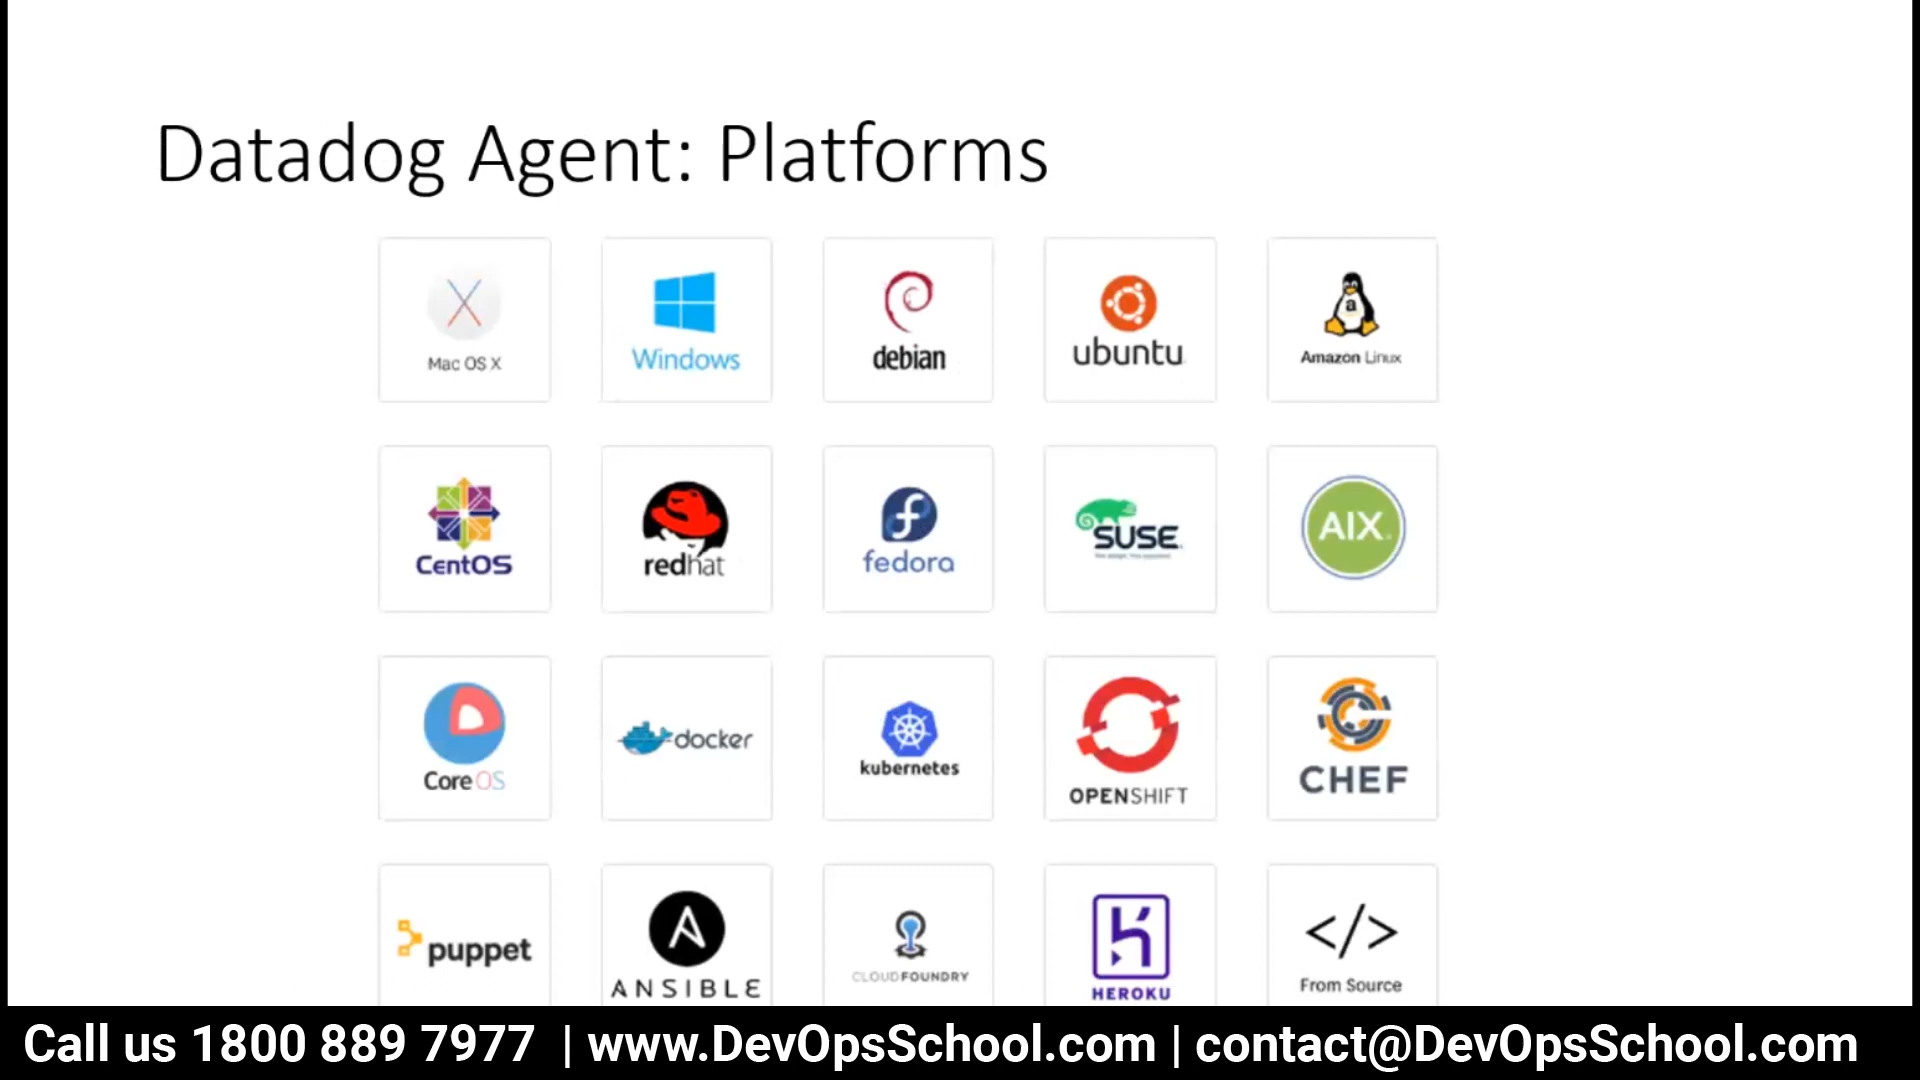 Datadog Agent: Platforms
Mac OS X
Windows
debian
ubuntu
a
Amazon Linux
CentOS
redhat
fedora
SUSE
AIX
CoreOS
docker
kubernetes
OPENSHIFT
CHEF
puppet
ANSIBLE
CLOUDFOUNDRY
HEROKU
</>
From Source
Call us 1800 889 7977 | www.DevOpsSchool.com | contact@DevOpsSchool.com